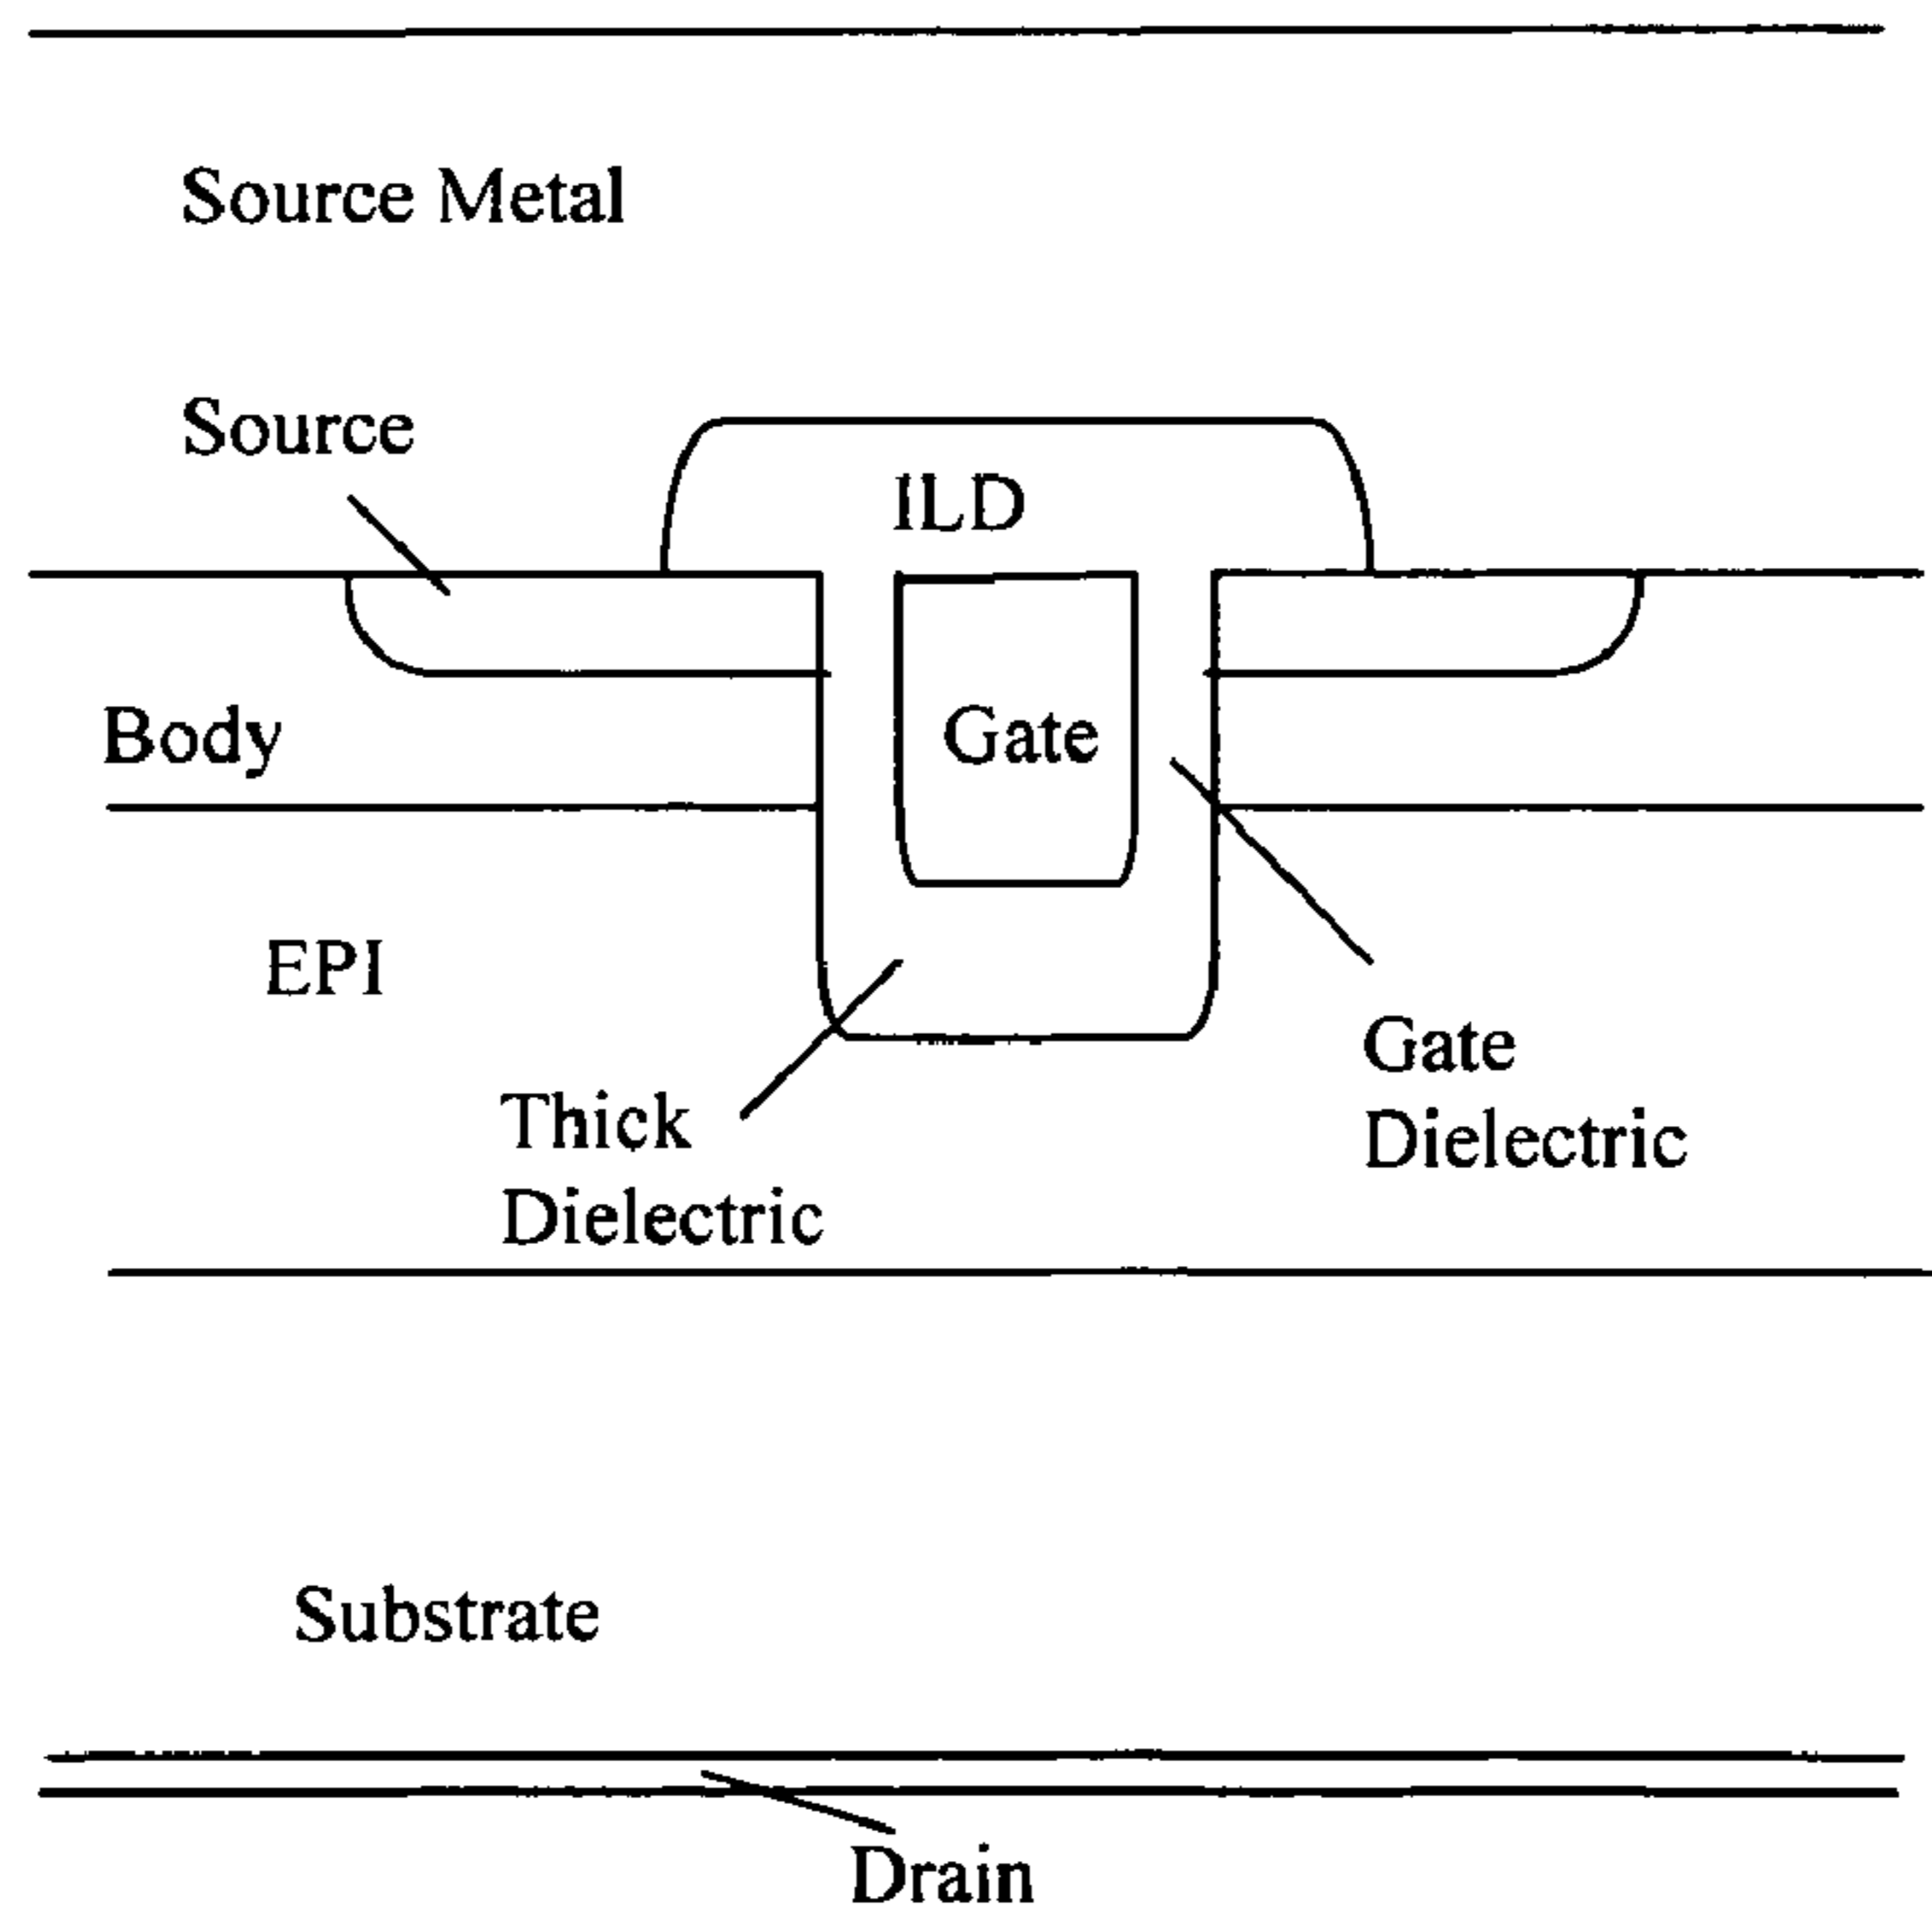 Source Metal
Source
ILD
Body
Gate
EPI
Gate
Dielectric
Thick
Dielectric
Substrate
Drain